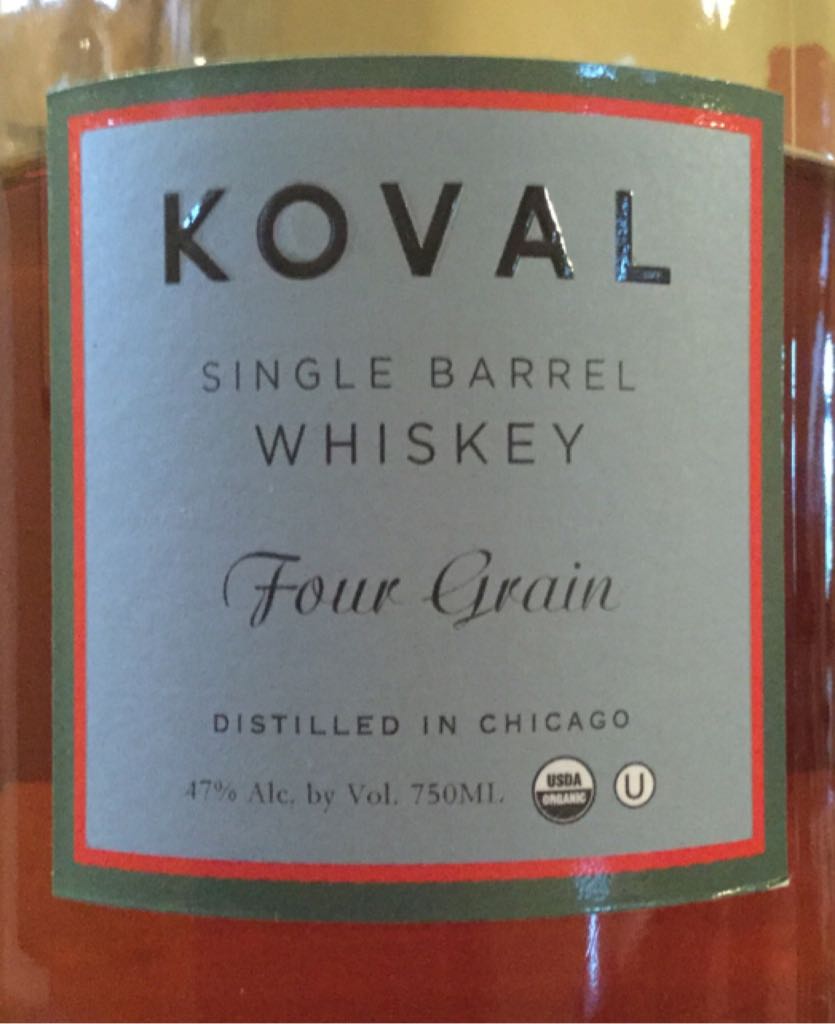 KOVAL
SINGLE BARREL
WHISKEY
Four Grain
DISTILLED IN CHICAGO
47% Alc. by Vol. 750ML
USDA
ORGANIC
U